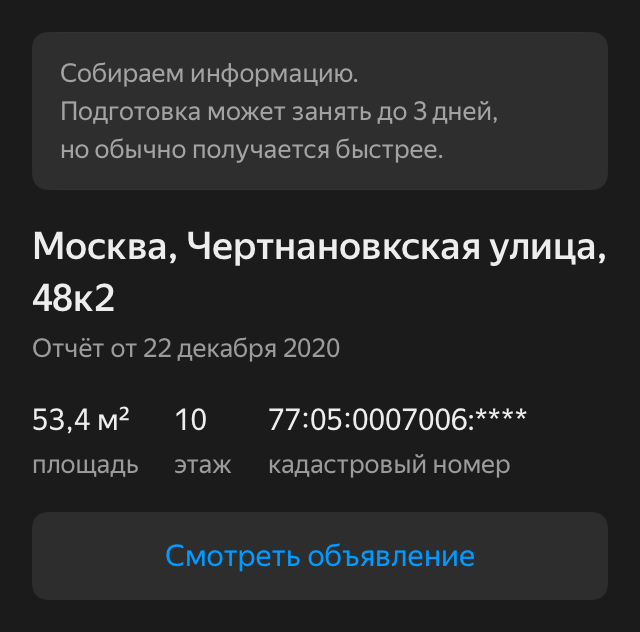 Собираем информацию.
Подготовка может занять до 3 дней,
но обычно получается быстрее.
Москва, Чертнановкская улица,
48к2
Отчёт от 22 декабря 2020
53,4 м² 10 77:05:0007006:****
площадь этаж кадастровый номер
Смотреть объявление